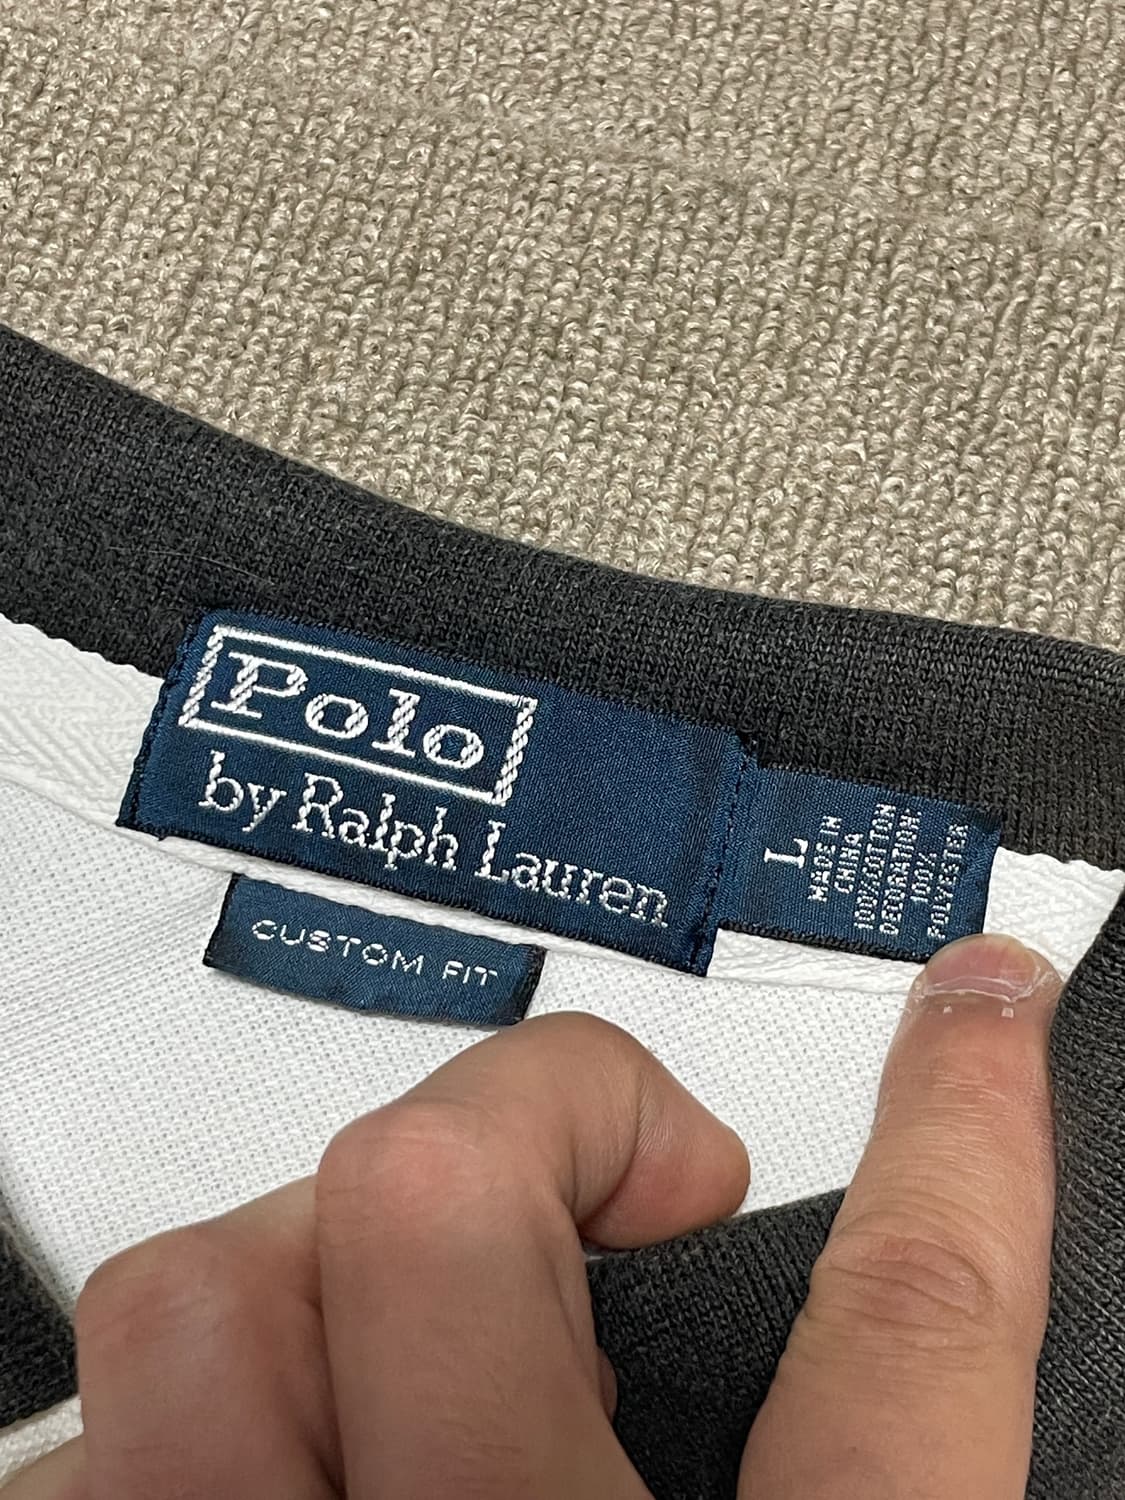 Polo
by Ralph Lauren
CUSTOM FIT
L
MADE IN
CHINA
100%COTTON
DECORATION:
100%
POLYESTER